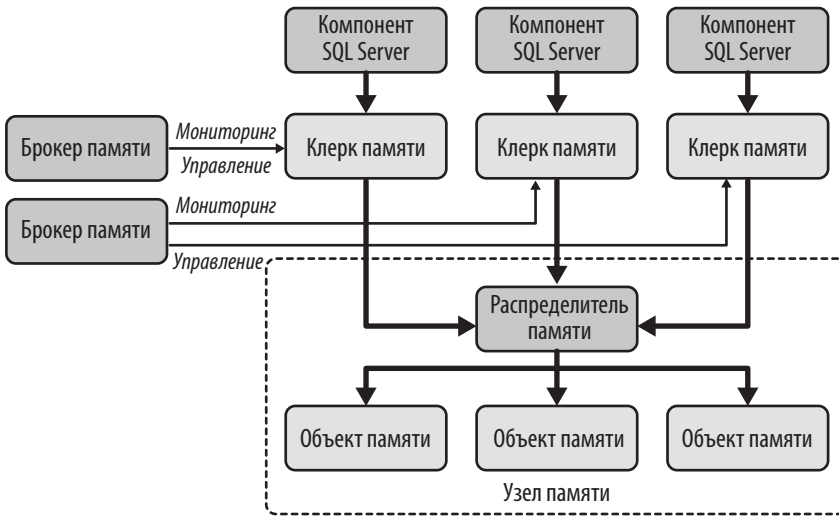 Компонент
SQL Server
Компонент
SQL Server
Компонент
SQL Server
Брокер памяти
Мониторинг
Управление
Клерк памяти
Клерк памяти
Клерк памяти
Брокер памяти
Мониторинг
Управление
Распределитель
памяти
Объект памяти
Объект памяти
Объект памяти
Узел памяти